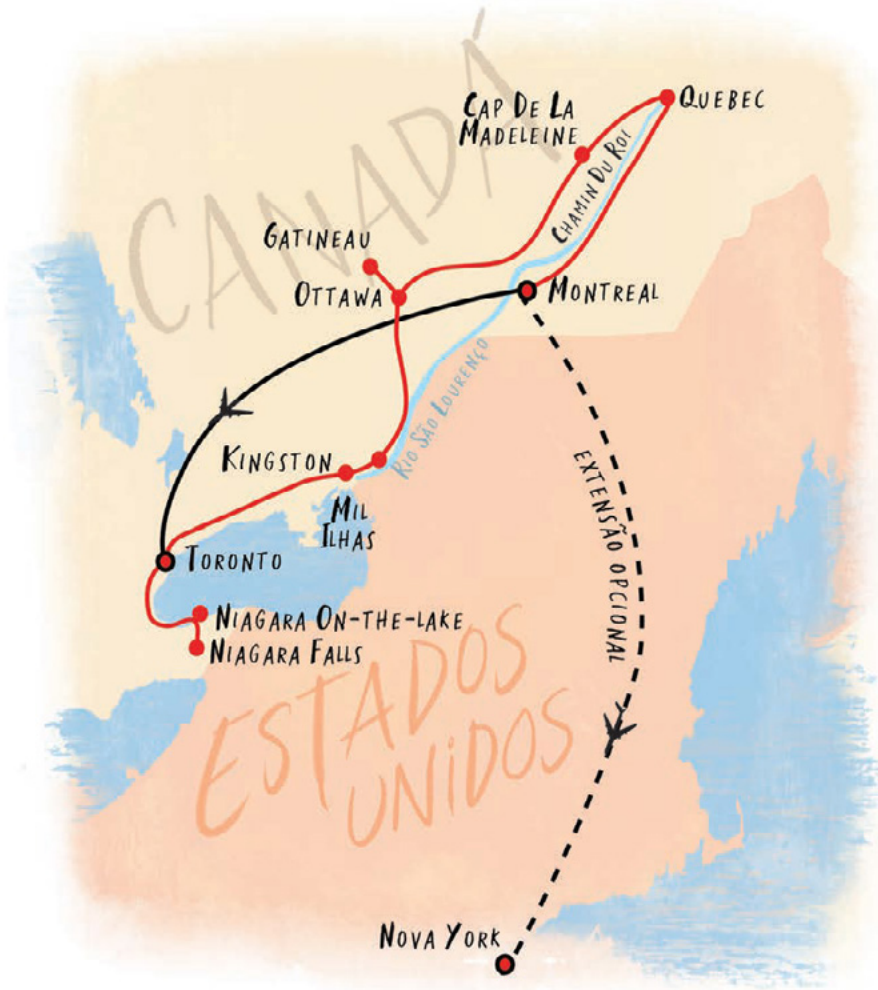 CANADÁ
CAP DE LA
MADELEINE
QUEBEC
CHAMIN DU ROI
GATINEAU
OTTAWA
MONTREAL
RIO SÃO LOURENÇO
KINGSTON
MIL
ILHAS
EXTENSÃO OPCIONAL
TORONTO
NIAGARA ON-THE-LAKE
NIAGARA FALLS
ESTADOS
UNIDOS
NOVA YORK